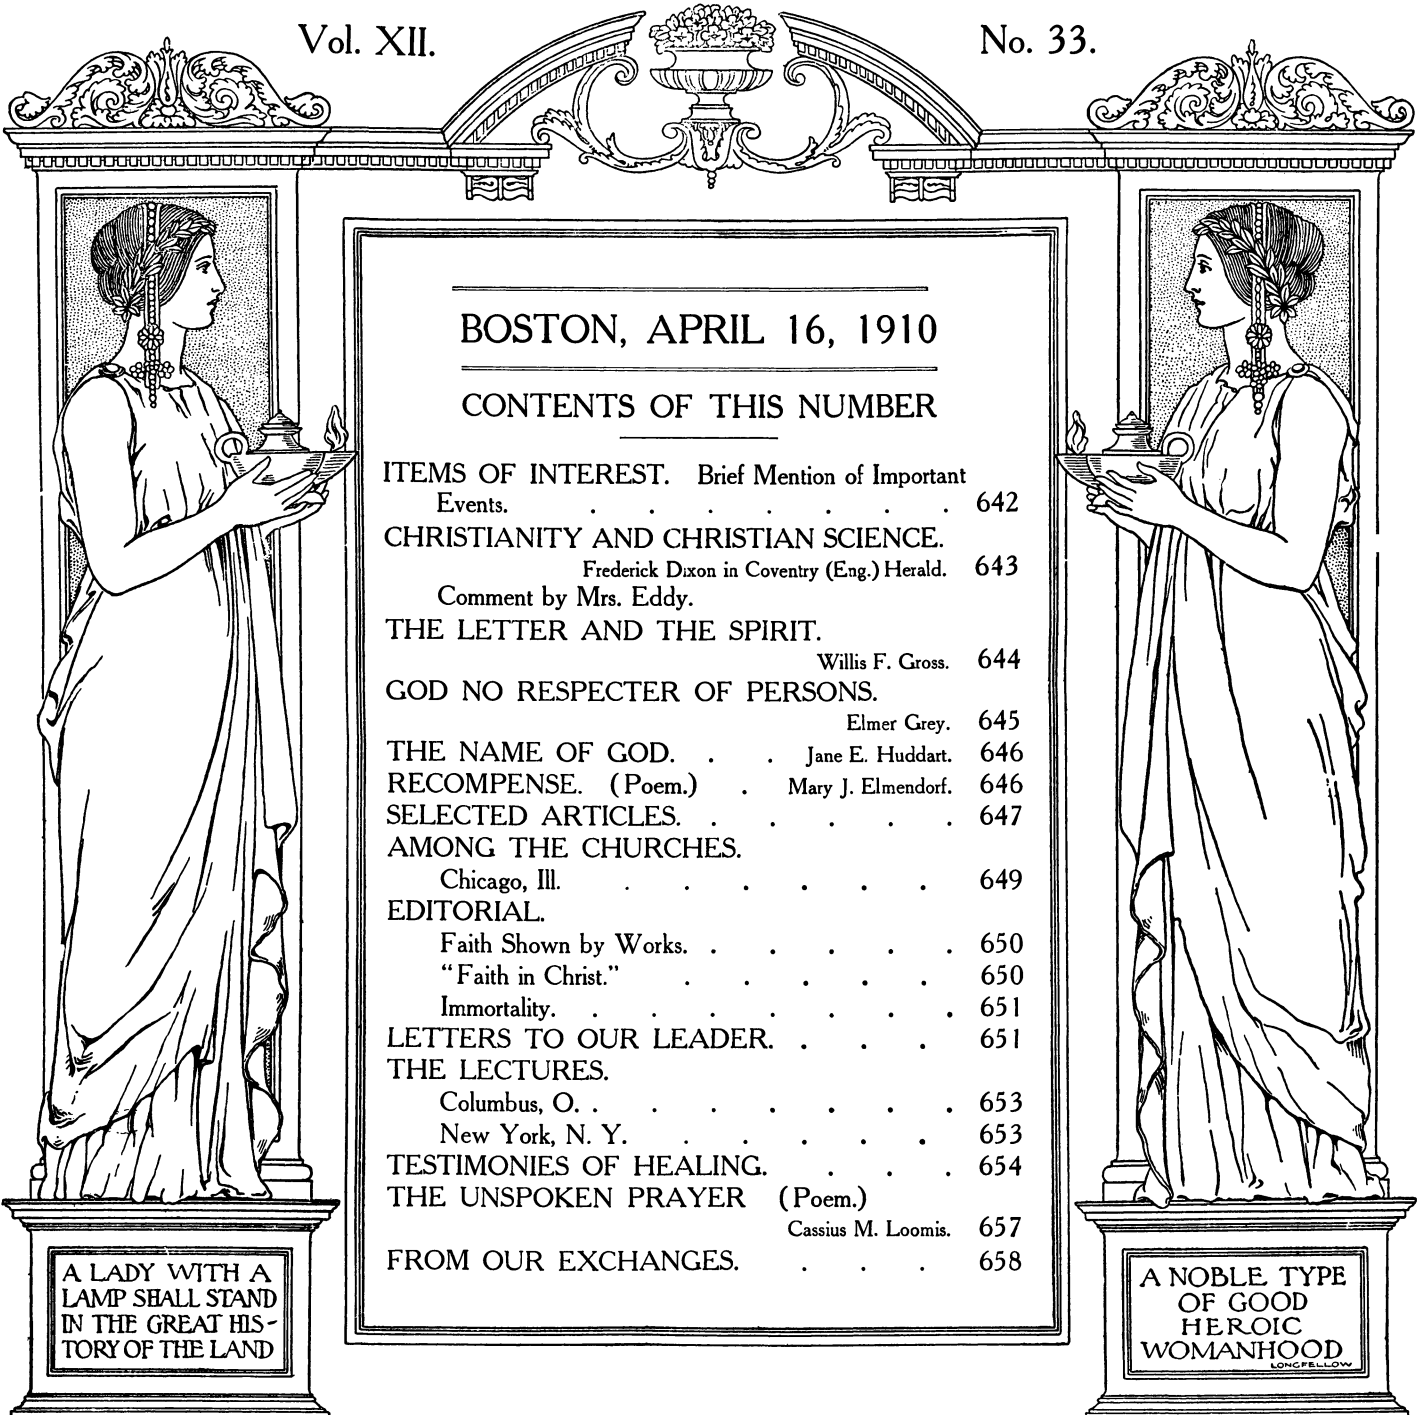 Vol. XII.
No. 33.
BOSTON, APRIL 16, 1910
CONTENTS OF THIS NUMBER
ITEMS OF INTEREST. Brief Mention of Important
Events. . . . . . . . 642
CHRISTIANITY AND CHRISTIAN SCIENCE.
Frederick Dixon in Coventry (Eng.) Herald. 643
Comment by Mrs. Eddy.
THE LETTER AND THE SPIRIT.
Willis F. Gross. 644
GOD NO RESPECTER OF PERSONS.
Elmer Grey. 645
THE NAME OF GOD. . . Jane E. Huddart. 646
RECOMPENSE. (Poem.) . Mary J. Elmendorf. 646
SELECTED ARTICLES. . . . . . 647
AMONG THE CHURCHES.
Chicago, Ill. . . . . . . 649
EDITORIAL.
Faith Shown by Works. . . . . . 650
"Faith in Christ." . . . . . 650
Immortality. . . . . . . . 651
LETTERS TO OUR LEADER. . . . 651
THE LECTURES.
Columbus, O. . . . . . . . 653
New York, N. Y. . . . . . 653
TESTIMONIES OF HEALING. . . . 654
THE UNSPOKEN PRAYER (Poem.)
Cassius M. Loomis. 657
FROM OUR EXCHANGES. . . . 658
A LADY WITH A
LAMP SHALL STAND
IN THE GREAT HIS-
TORY OF THE LAND
A NOBLE TYPE
OF GOOD
HEROIC
WOMANHOOD
LONGFELLOW